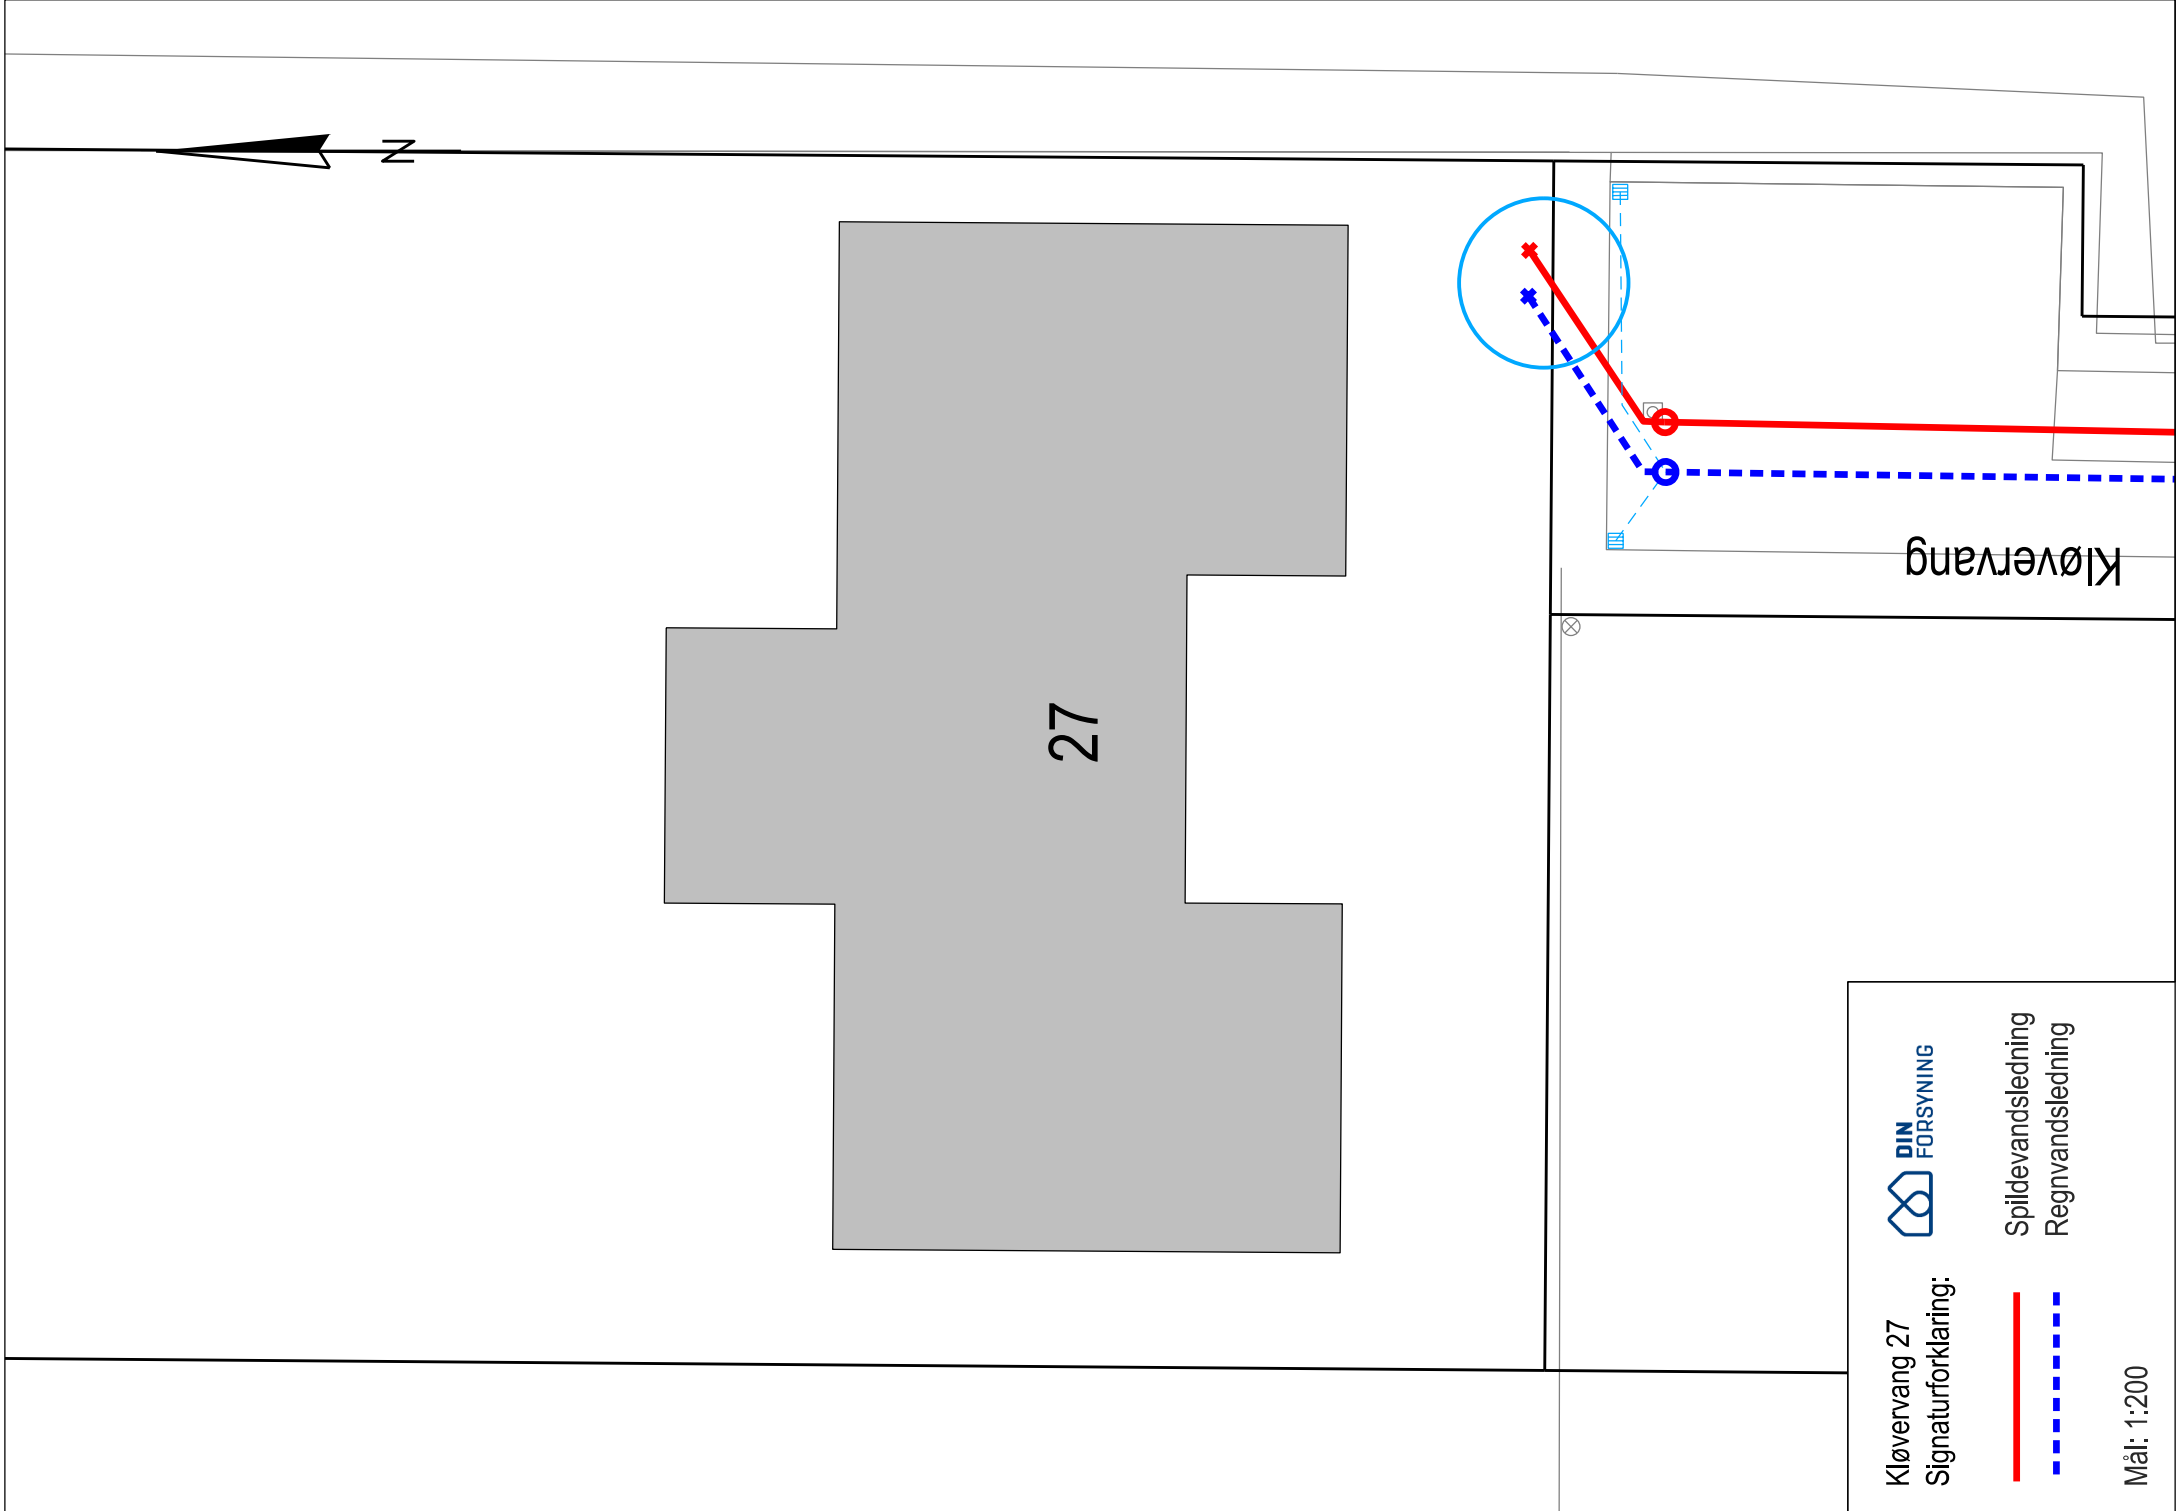 N
27
Kløvervang
Kløvervang 27
Signaturforklaring:
DIN
FORSYNING
Spildevandsledning
Regnvandsledning
Mål: 1:200